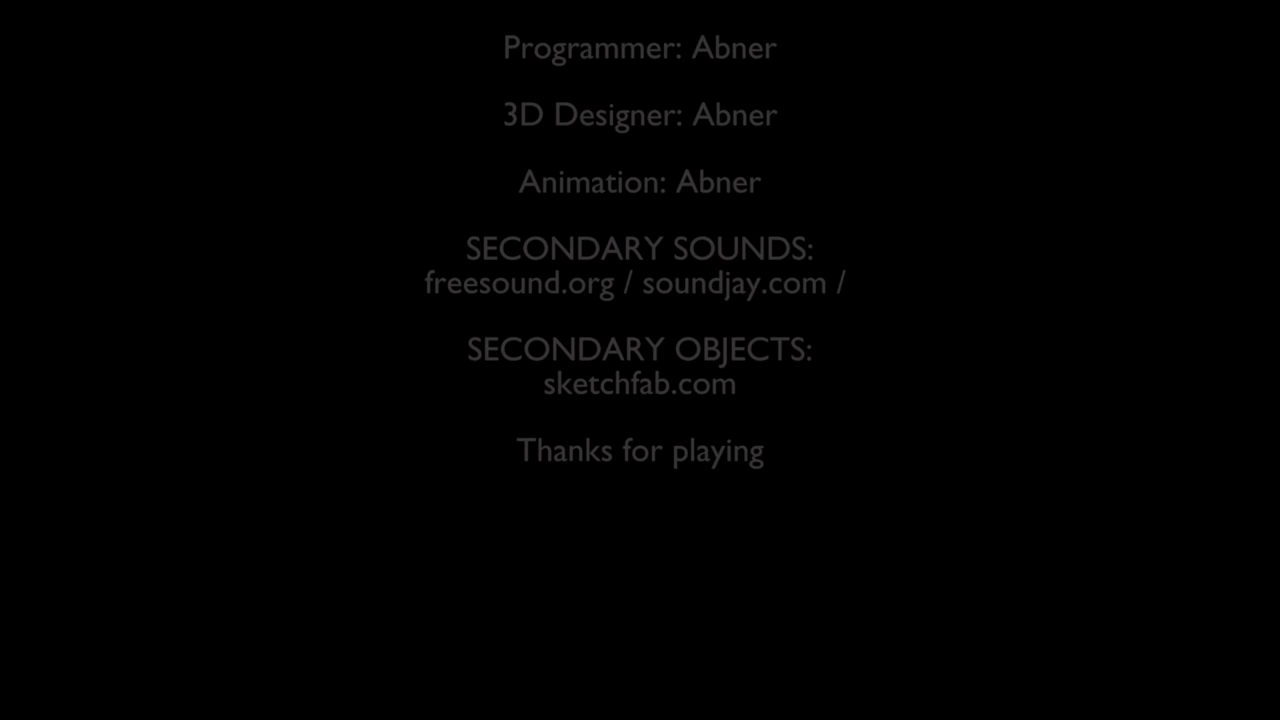 Programmer: Abner
3D Designer: Abner
Animation: Abner
SECONDARY SOUNDS:
freesound.org / soundjay.com /
SECONDARY OBJECTS:
sketchfab.com
Thanks for playing